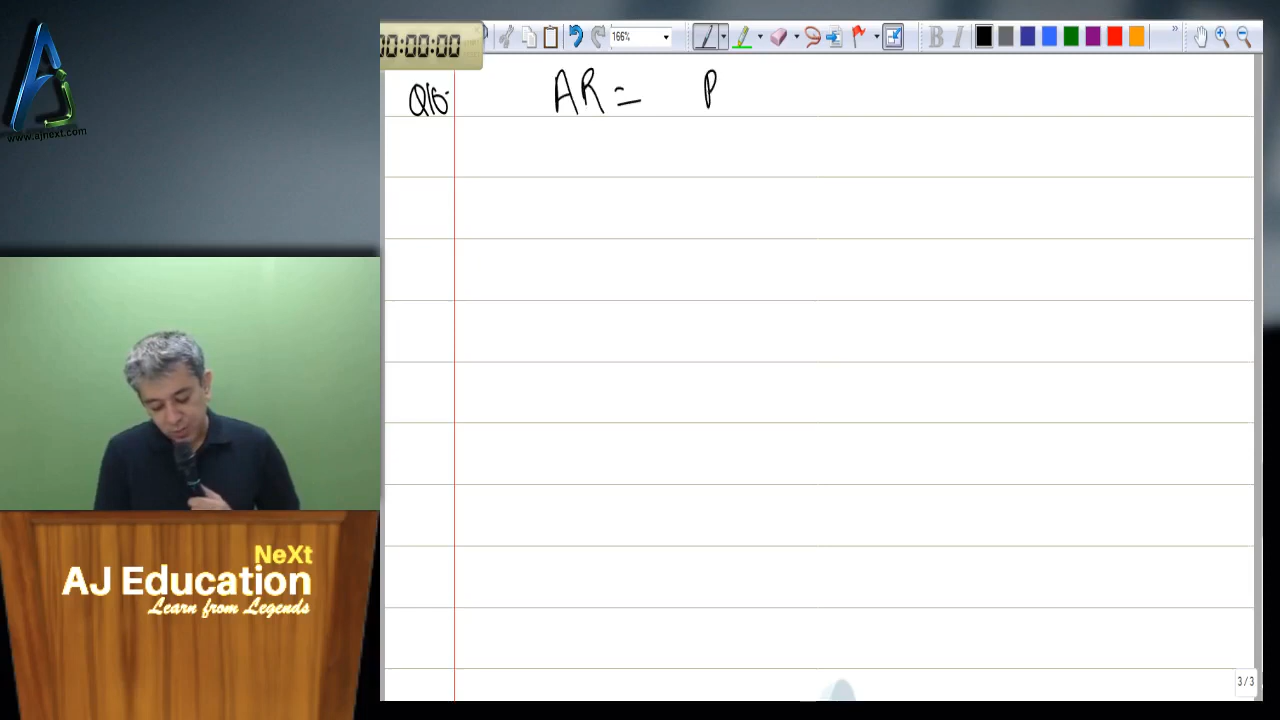 www.ajnext.com
00:00:00
166%
B I
Q16. AR = P
NeXt
AJ Education
Learn from Legends
3/3